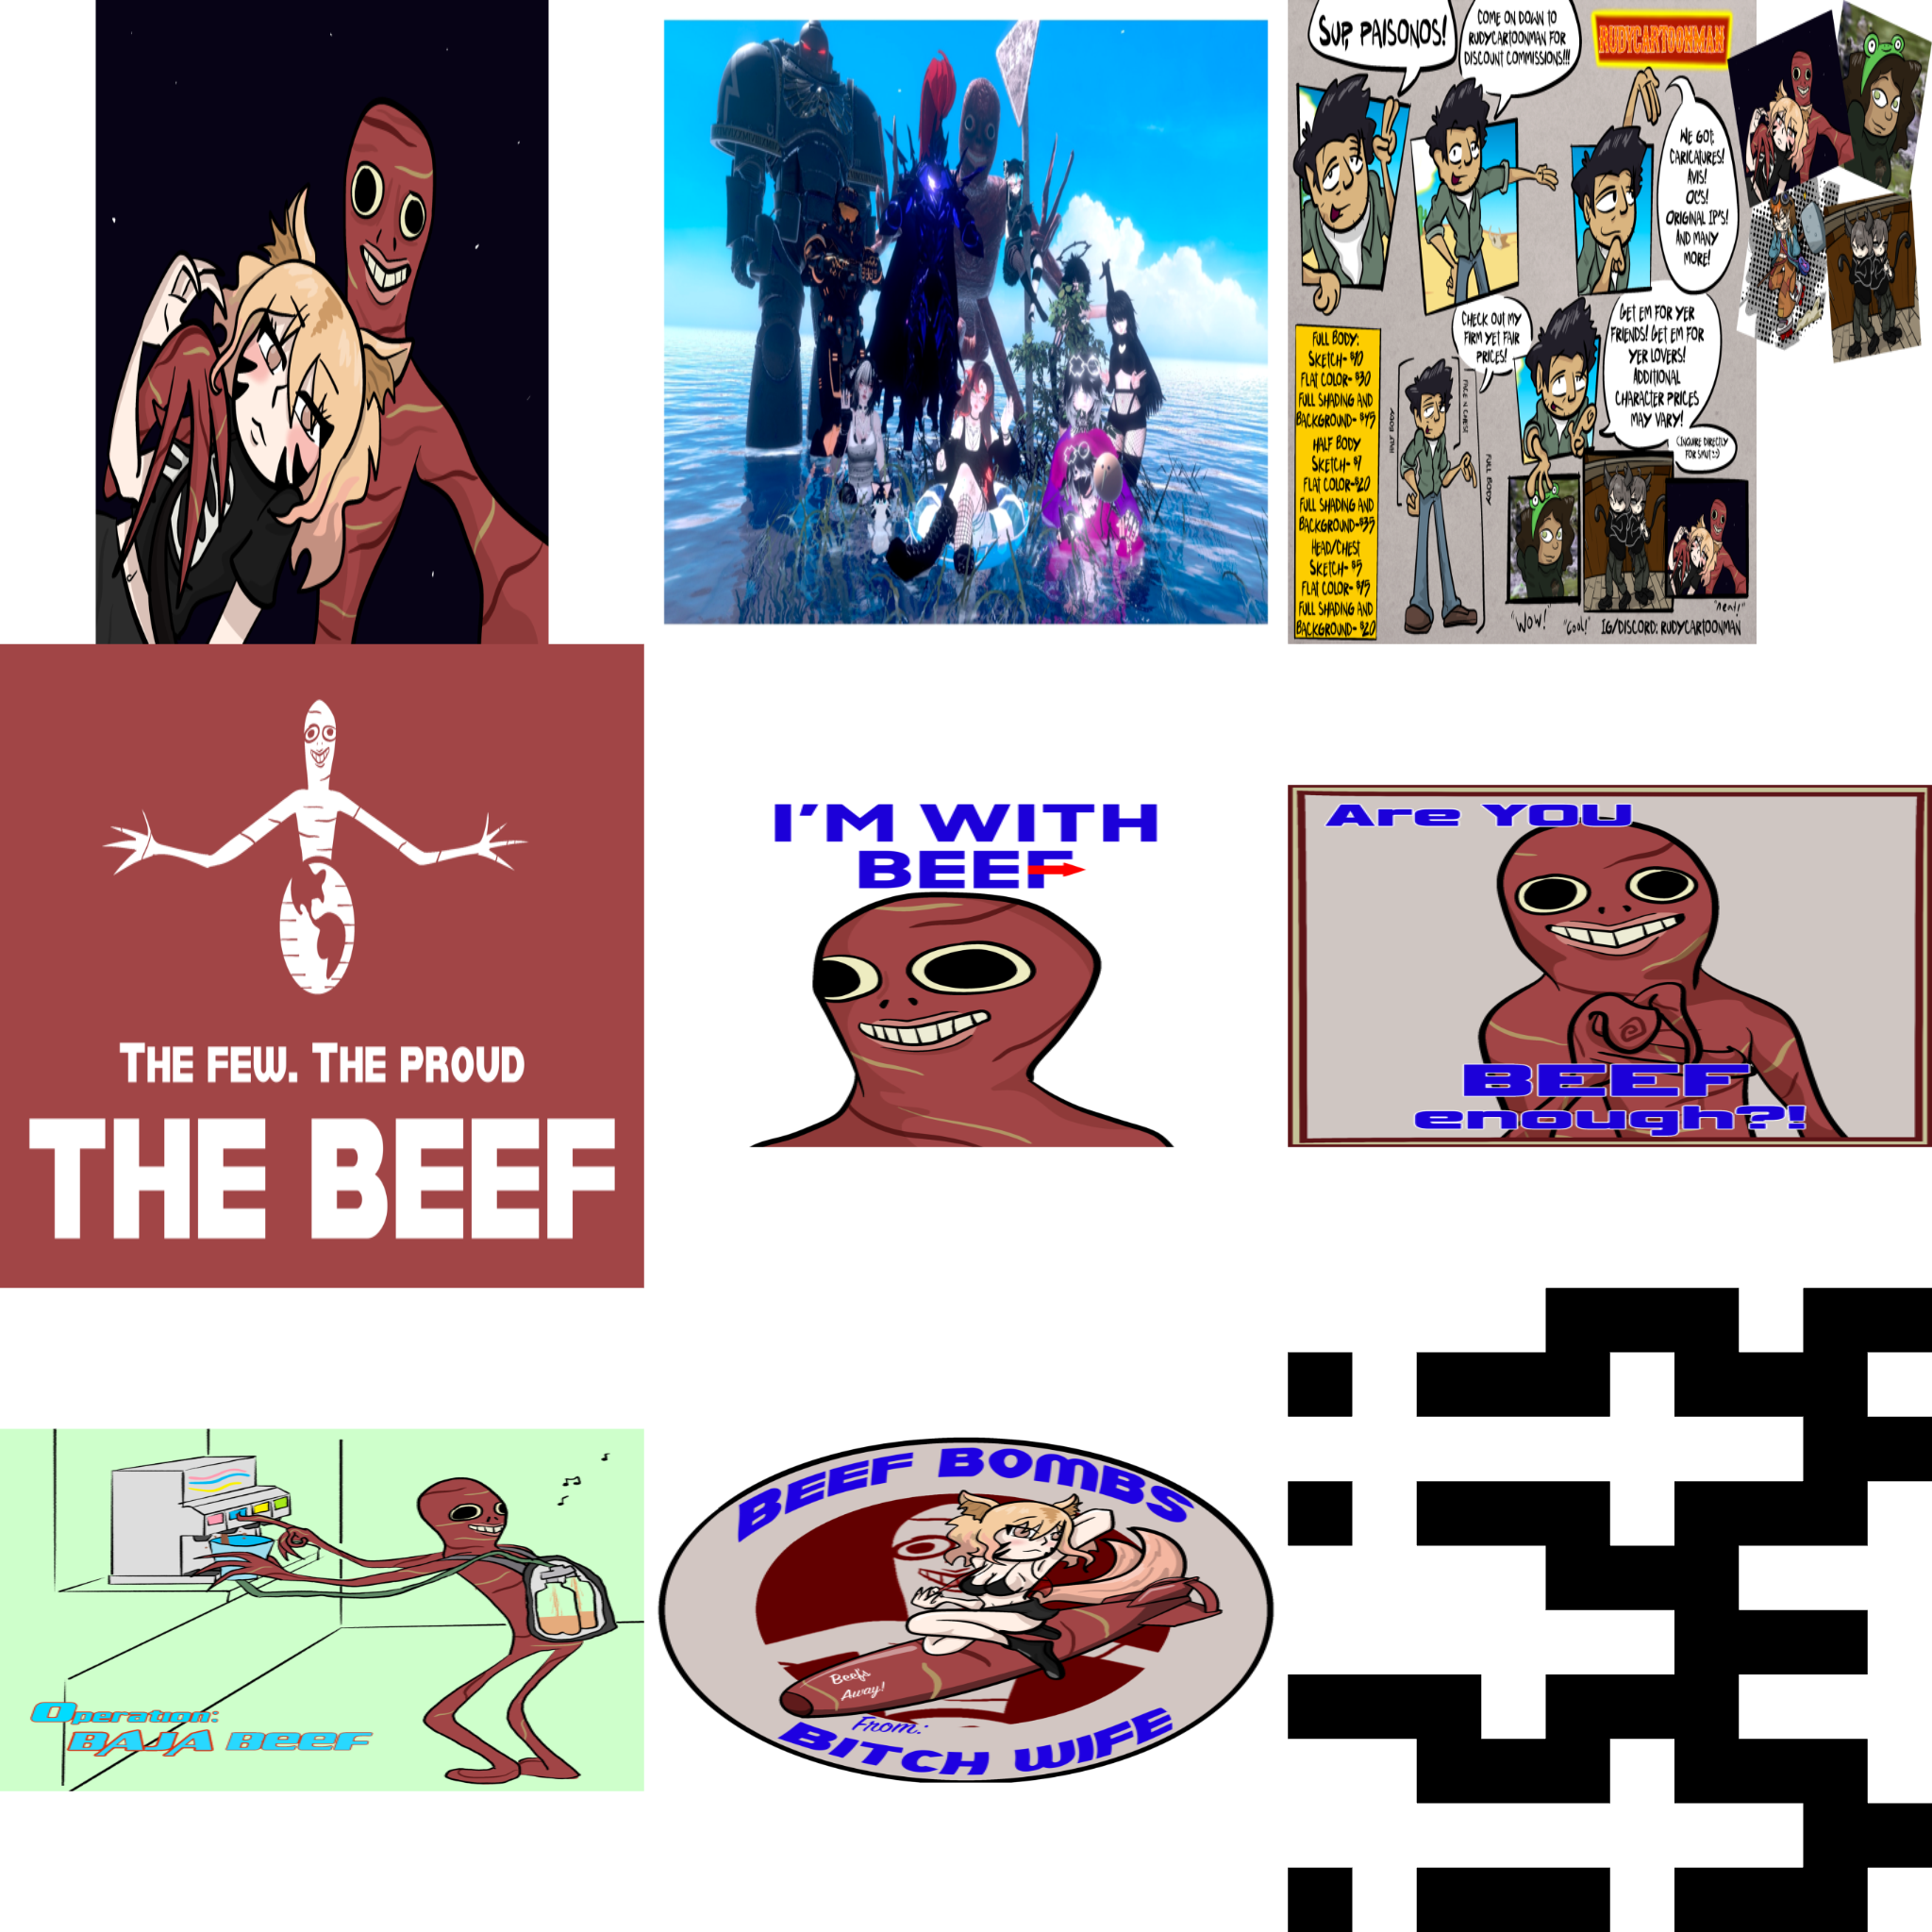 SUP, PAISONOS!
COME ON DOWN TO
RUDYCARTOONMAN FOR
DISCOUNT COMMISSIONS!!!
RUDYCARTOONMAN
WE GOT:
CARICATURES!
AVIS!
OC'S!
ORIGINAL IP'S!
AND MANY
MORE!
CHECK OUT MY
FIRM YET FAIR
PRICES!
GET EM FOR YER
FRIENDS! GET EM FOR
YER LOVERS!
ADDITIONAL
CHARACTER PRICES
MAY VARY!
(INQUIRE DIRECTLY
FOR SMUT ;3)
FULL BODY:
SKETCH- $10
FLAT COLOR- $30
FULL SHADING AND
BACKGROUND- $45
HALF BODY
SKETCH- $7
FLAT COLOR-$20
FULL SHADING AND
BACKGROUND-$35
HEAD/CHEST
SKETCH- $5
FLAT COLOR- $15
FULL SHADING AND
BACKGROUND- $20
HALF BODY
FACE N CHEST
FULL BODY
"WOW!"
"COOL!"
"neat!"
IG/DISCORD: RUDYCARTOONMAN
THE FEW. THE PROUD
THE BEEF
I'M WITH
BEEF
Are YOU
BEEF
enough?!
Operation:
BAJA BEEF
BEEF BOMBS
Beefs
Away!
From:
BITCH WIFE